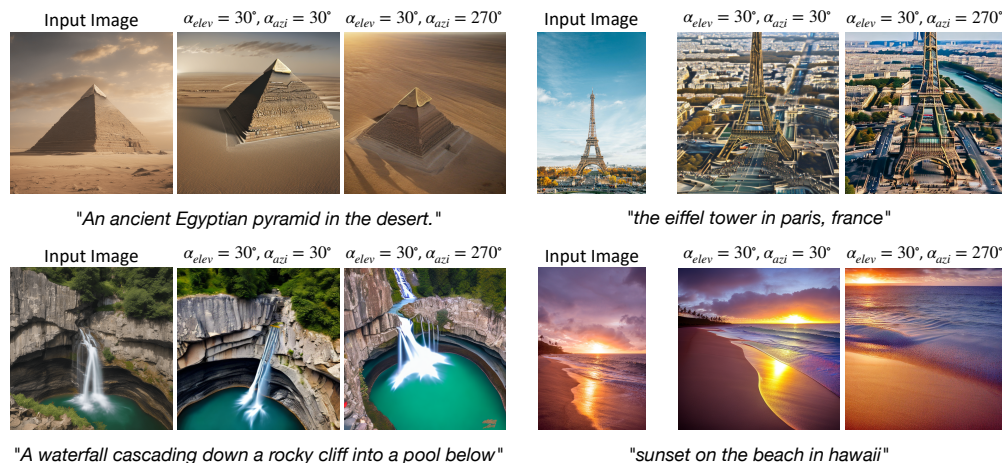 Input Image α_elev = 30°, α_azi = 30° α_elev = 30°, α_azi = 270° Input Image α_elev = 30°, α_azi = 30° α_elev = 30°, α_azi = 270°
"An ancient Egyptian pyramid in the desert." "the eiffel tower in paris, france"
Input Image α_elev = 30°, α_azi = 30° α_elev = 30°, α_azi = 270° Input Image α_elev = 30°, α_azi = 30° α_elev = 30°, α_azi = 270°
"A waterfall cascading down a rocky cliff into a pool below" "sunset on the beach in hawaii"